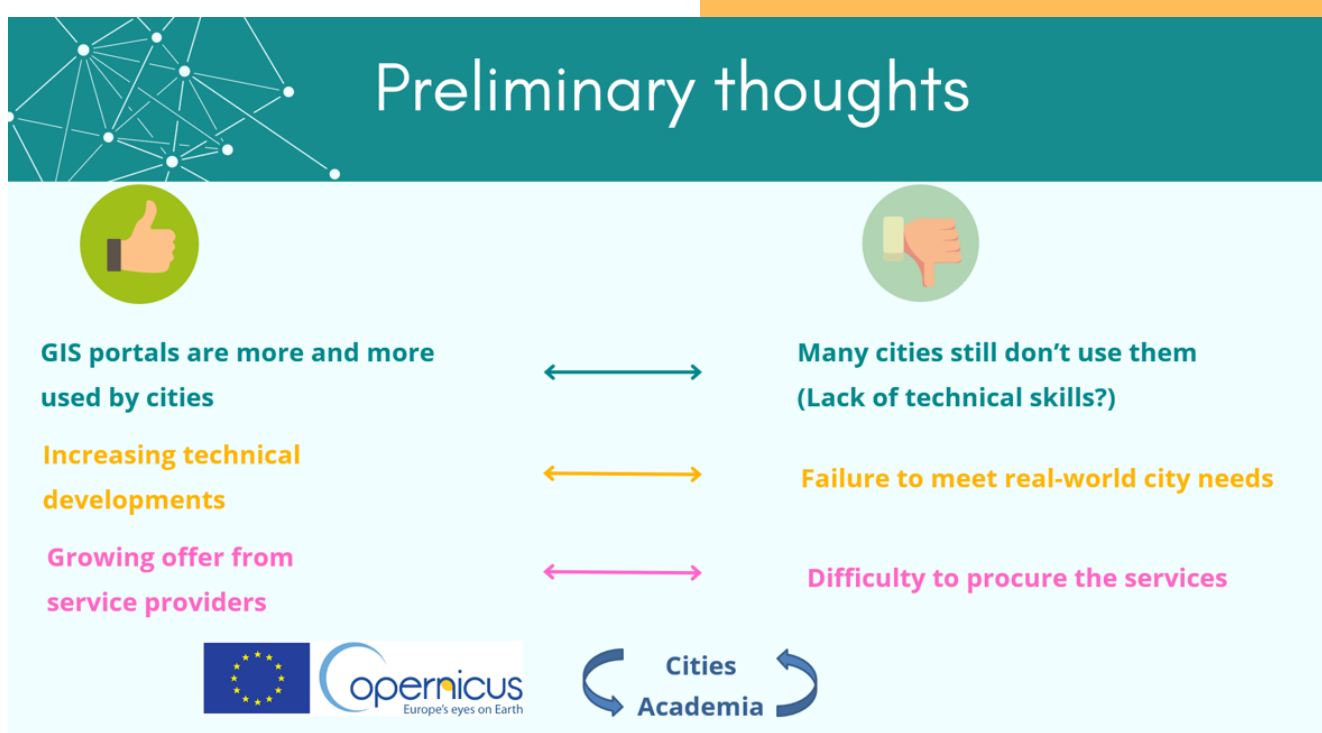 Preliminary thoughts
GIS portals are more and more
used by cities
Many cities still don’t use them
(Lack of technical skills?)
Increasing technical
developments
Failure to meet real-world city needs
Growing offer from
service providers
Difficulty to procure the services
Copernicus
Europe's eyes on Earth
Cities
Academia